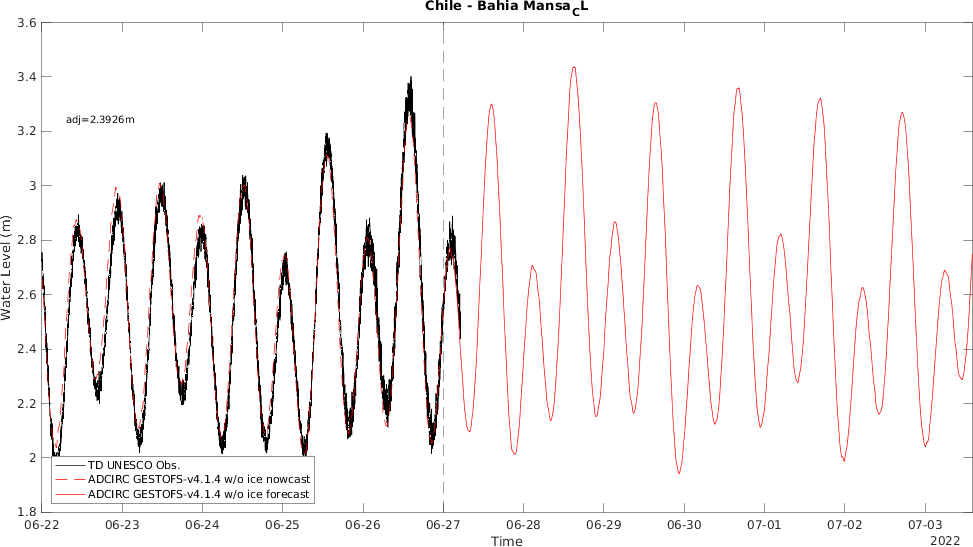 Chile - Bahia Mansa_CL
3.6
3.4
3.2
3
2.8
2.6
2.4
2.2
2
1.8
Water Level (m)
adj=2.3926m
TD UNESCO Obs.
ADCIRC GESTOFS-v4.1.4 w/o ice nowcast
ADCIRC GESTOFS-v4.1.4 w/o ice forecast
06-22 06-23 06-24 06-25 06-26 06-27 06-28 06-29 06-30 07-01 07-02 07-03
Time
2022